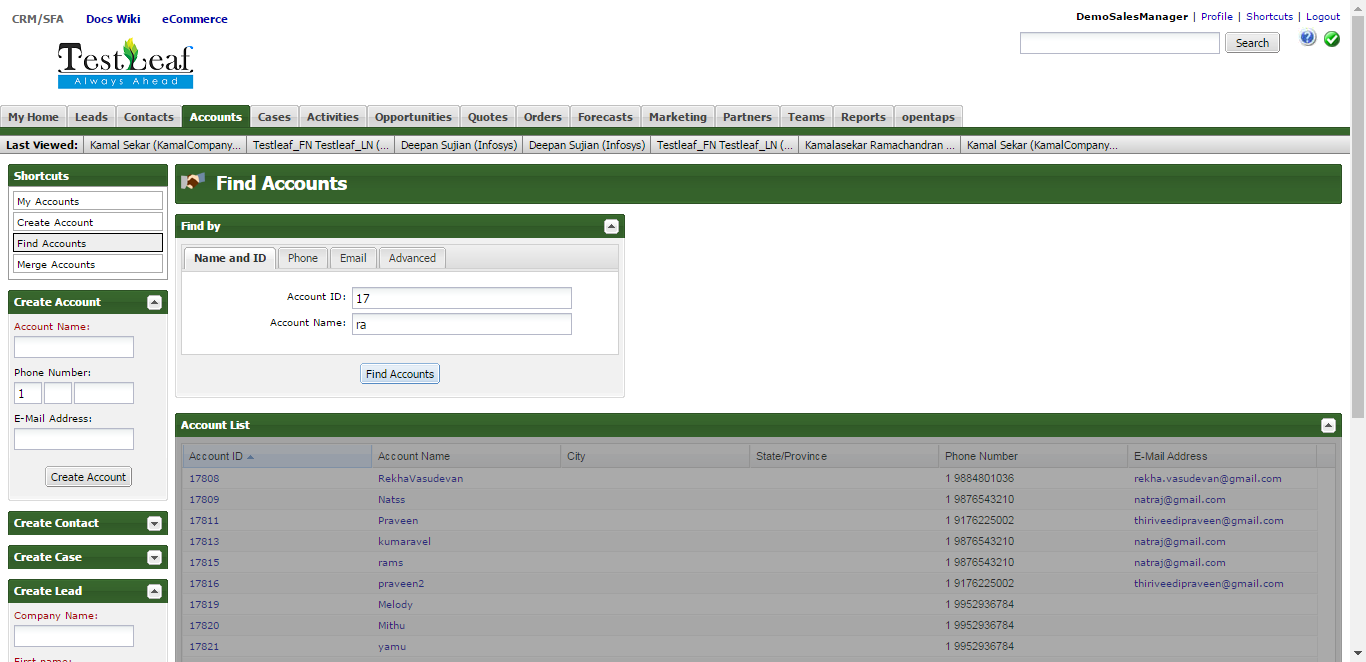 CRM/SFA Docs Wiki eCommerce
DemoSalesManager | Profile | Shortcuts | Logout
Search
TestLeaf
Always Ahead
My Home Leads Contacts Accounts Cases Activities Opportunities Quotes Orders Forecasts Marketing Partners Teams Reports opentaps
Last Viewed: Kamal Sekar (KamalCompany... Testleaf_FN Testleaf_LN (... Deepan Sujian (Infosys) Deepan Sujian (Infosys) Testleaf_FN Testleaf_LN (... Kamalasekar Ramachandran ... Kamal Sekar (KamalCompany...
Shortcuts
My Accounts
Create Account
Find Accounts
Merge Accounts
Create Account
Account Name:
Phone Number:
1
E-Mail Address:
Create Account
Create Contact
Create Case
Create Lead
Company Name:
First name:
Find Accounts
Find by
Name and ID Phone Email Advanced
Account ID: 17
Account Name: ra
Find Accounts
Account List
Account ID Account Name City State/Province Phone Number E-Mail Address
17808 RekhaVasudevan 1 9884801036 rekha.vasudevan@gmail.com
17809 Natss 1 9876543210 natraj@gmail.com
17811 Praveen 1 9176225002 thiriveedipraveen@gmail.com
17813 kumaravel 1 9876543210 natraj@gmail.com
17815 rams 1 9876543210 natraj@gmail.com
17816 praveen2 1 9176225002 thiriveedipraveen@gmail.com
17819 Melody 1 9952936784
17820 Mithu 1 9952936784
17821 yamu 1 9952936784